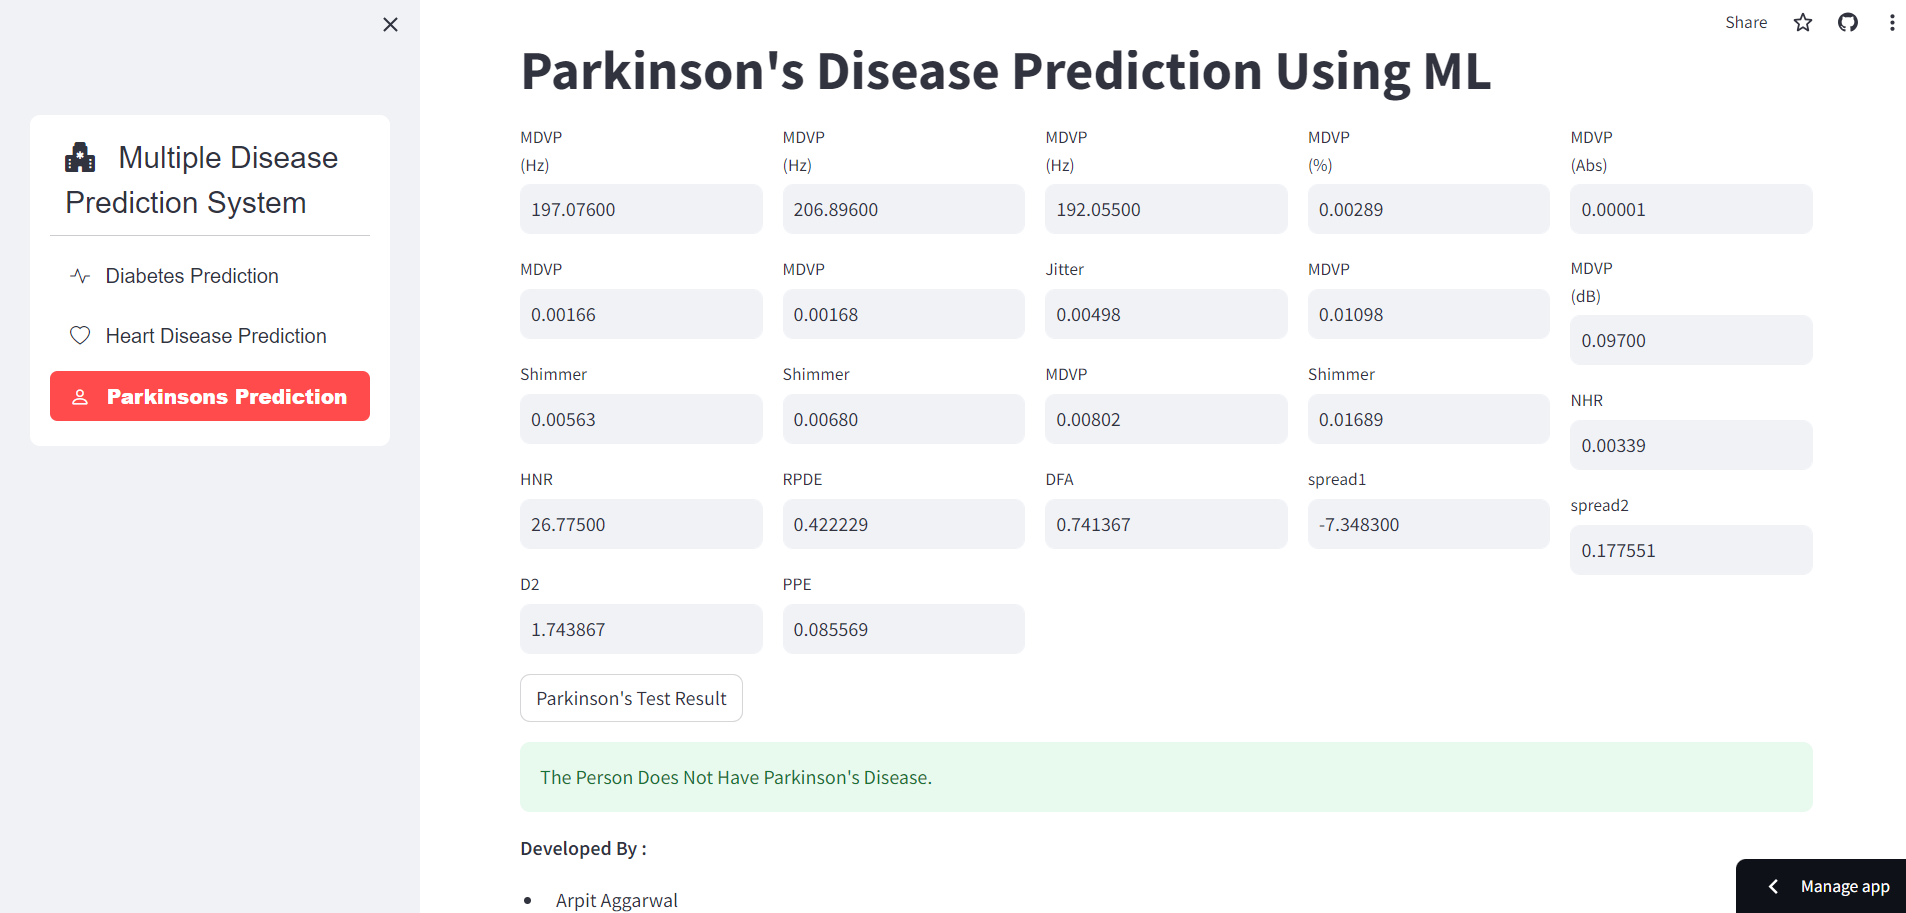 Share
Multiple Disease
Prediction System
Diabetes Prediction
Heart Disease Prediction
Parkinsons Prediction
Parkinson's Disease Prediction Using ML
MDVP
(Hz)
197.07600
MDVP
(Hz)
206.89600
MDVP
(Hz)
192.05500
MDVP
(%)
0.00289
MDVP
(Abs)
0.00001
MDVP
0.00166
MDVP
0.00168
Jitter
0.00498
MDVP
0.01098
MDVP
(dB)
0.09700
Shimmer
0.00563
Shimmer
0.00680
MDVP
0.00802
Shimmer
0.01689
NHR
0.00339
HNR
26.77500
RPDE
0.422229
DFA
0.741367
spread1
-7.348300
spread2
0.177551
D2
1.743867
PPE
0.085569
Parkinson's Test Result
The Person Does Not Have Parkinson's Disease.
Developed By :
Arpit Aggarwal
Manage app